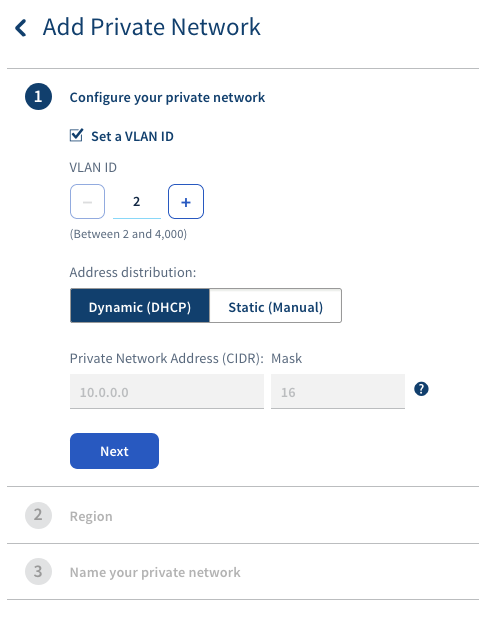 Add Private Network
1 Configure your private network
Set a VLAN ID
VLAN ID
− 2 +
(Between 2 and 4,000)
Address distribution:
Dynamic (DHCP) Static (Manual)
Private Network Address (CIDR): Mask
10.0.0.0 16 ?
Next
2 Region
3 Name your private network